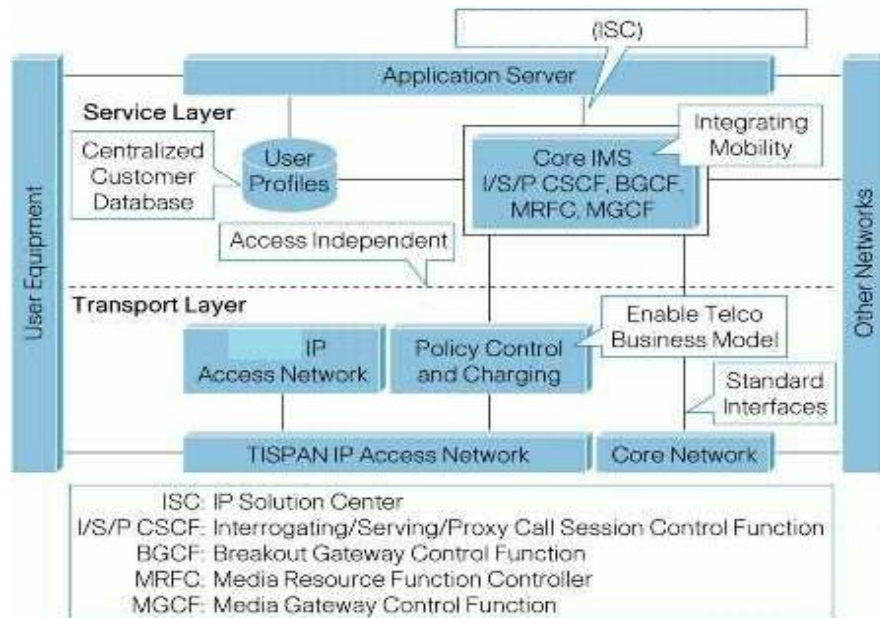 (ISC)
Application Server
Service Layer
Centralized
Customer
Database
User
Profiles
Core IMS
I/S/P CSCF, BGCF,
MRFC, MGCF
Integrating
Mobility
Access Independent
User Equipment
Other Networks
Transport Layer
IP
Access Network
Policy Control
and Charging
Enable Telco
Business Model
Standard
Interfaces
TISPAN IP Access Network
Core Network
ISC: IP Solution Center
I/S/P CSCF: Interrogating/Serving/Proxy Call Session Control Function
BGCF: Breakout Gateway Control Function
MRFC: Media Resource Function Controller
MGCF: Media Gateway Control Function